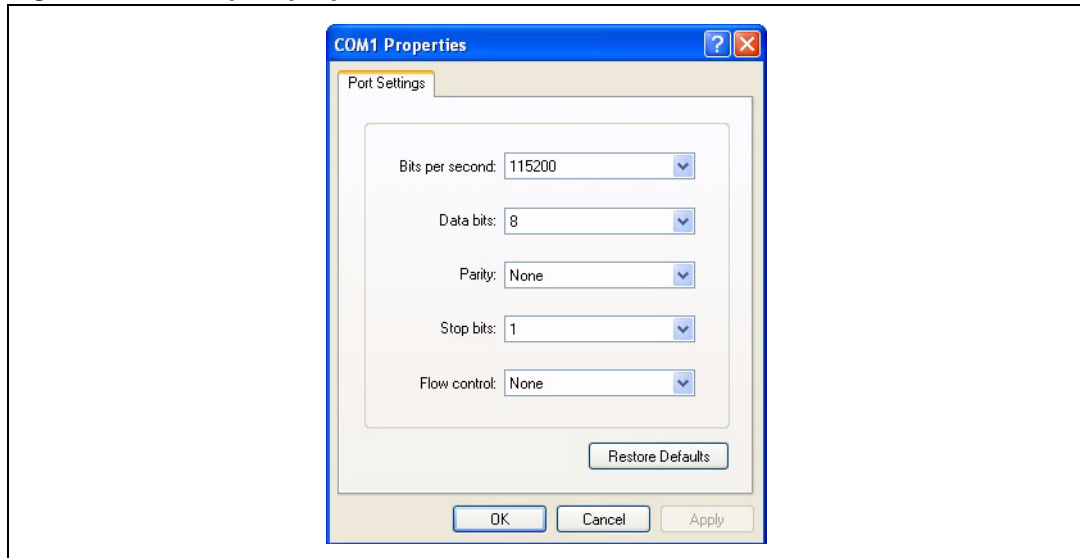 COM1 Properties
Port Settings
Bits per second: 115200
Data bits: 8
Parity: None
Stop bits: 1
Flow control: None
Restore Defaults
OK Cancel Apply